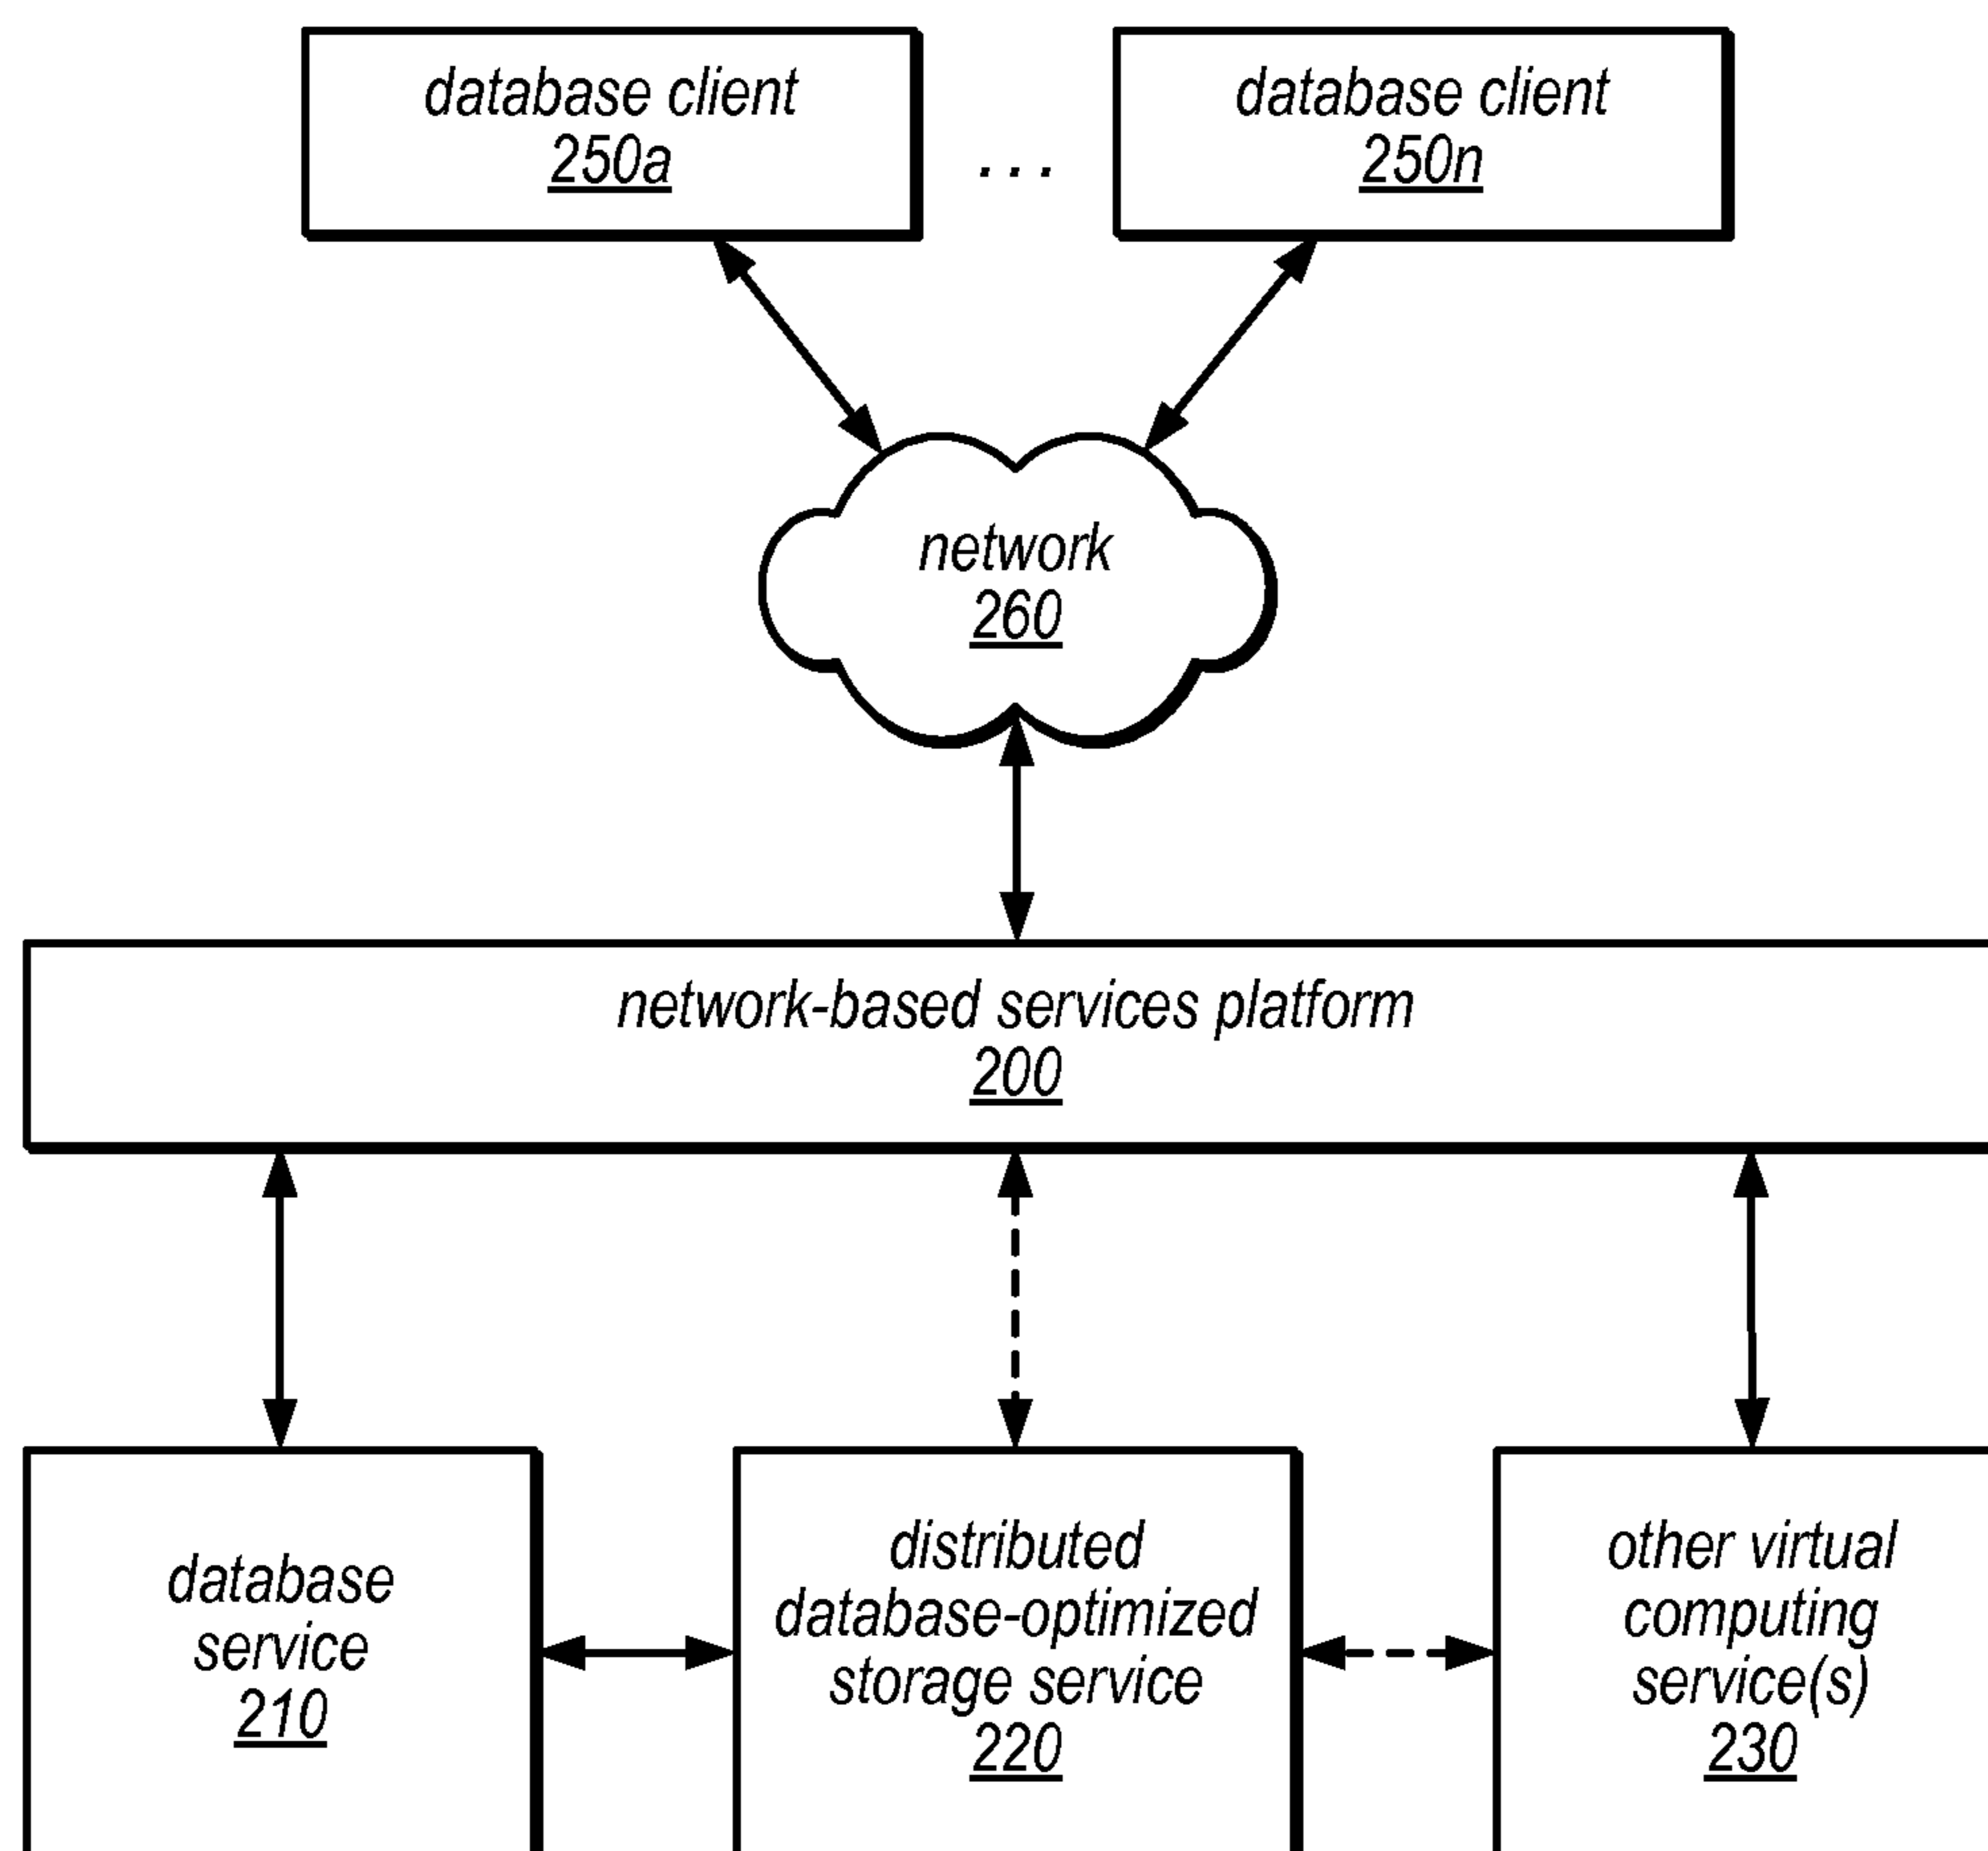 database client
250a
...
database client
250n
network
260
network-based services platform
200
database
service
210
distributed
database-optimized
storage service
220
other virtual
computing
service(s)
230